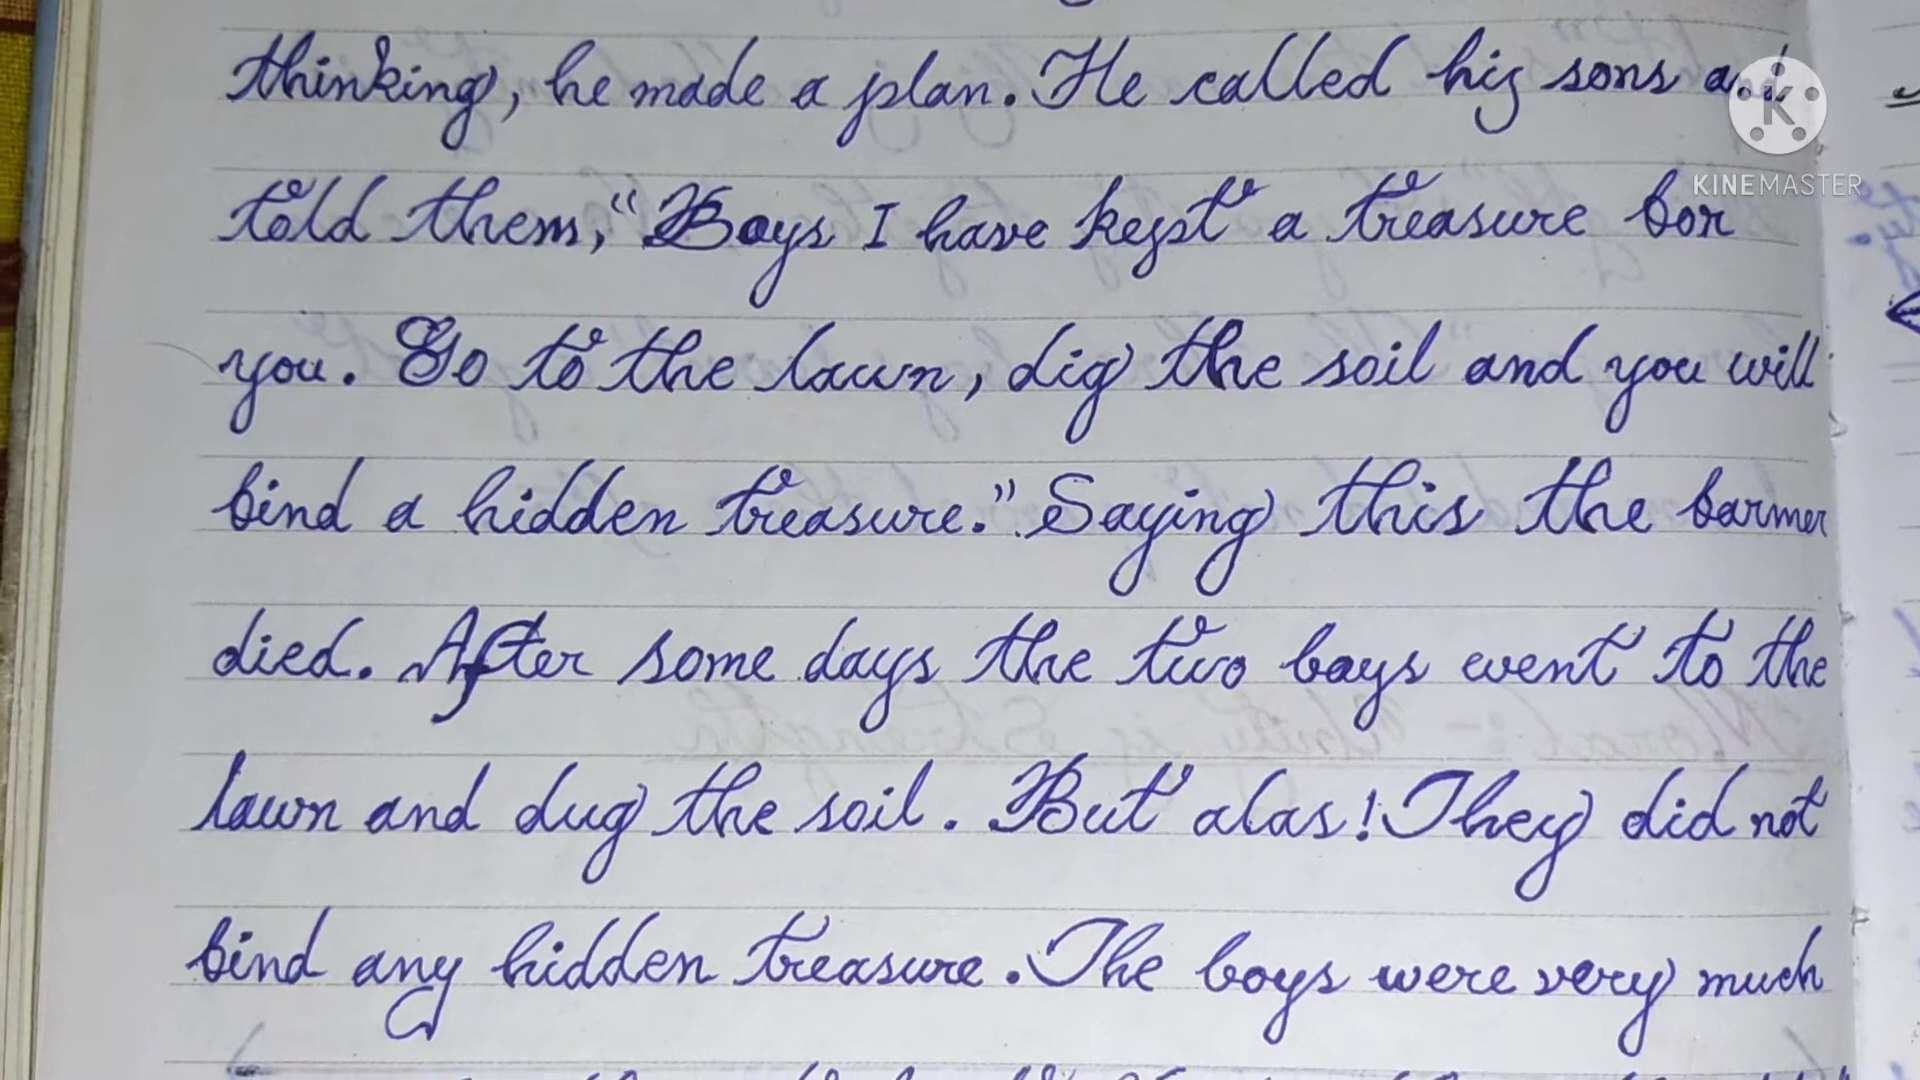 thinking, he made a plan. He called his sons and
told them, "Boys I have kept a treasure for
you. Go to the lawn, dig the soil and you will
find a hidden treasure." Saying this the farmer
died. After some days the two boys went to the
lawn and dug the soil. But alas! They did not
find any hidden treasure. The boys were very much
KINEMASTER